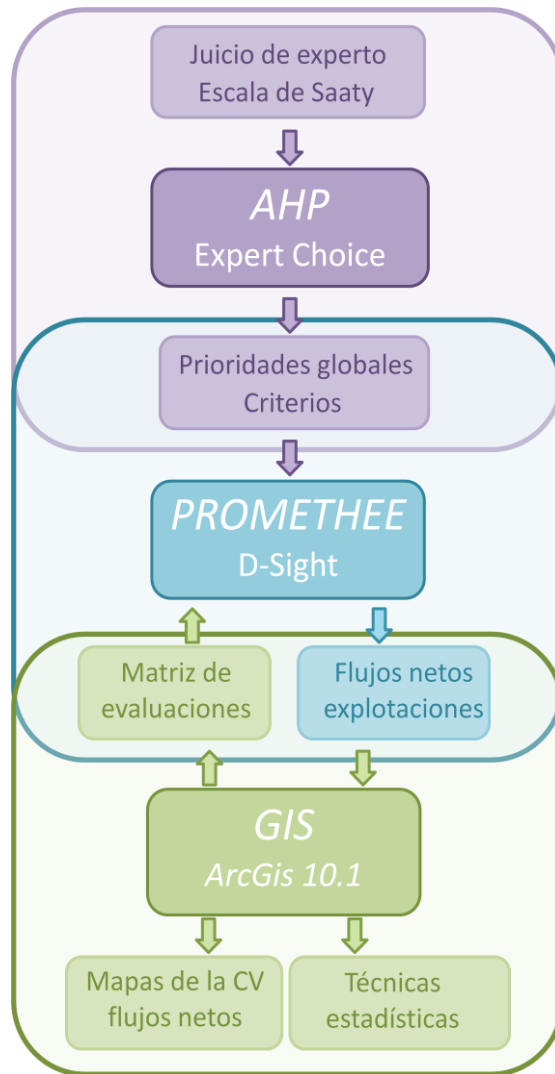 Juicio de experto
Escala de Saaty
AHP
Expert Choice
Prioridades globales
Criterios
PROMETHEE
D-Sight
Matriz de
evaluaciones
Flujos netos
explotaciones
GIS
ArcGis 10.1
Mapas de la CV
flujos netos
Técnicas
estadísticas